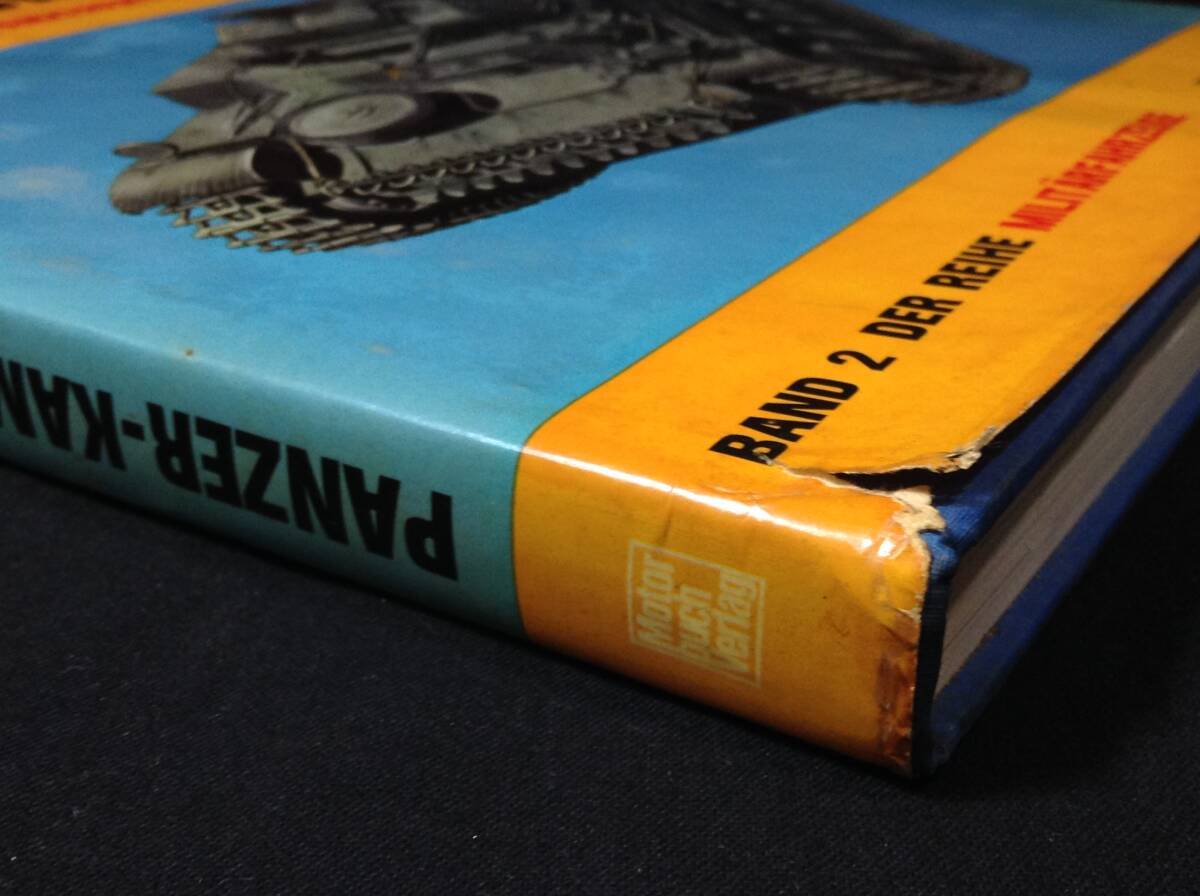 BAND 2 DER REIHE MILITÄRFAHRZEUGE
PANZER-KAN
Motor
buch
Verlag